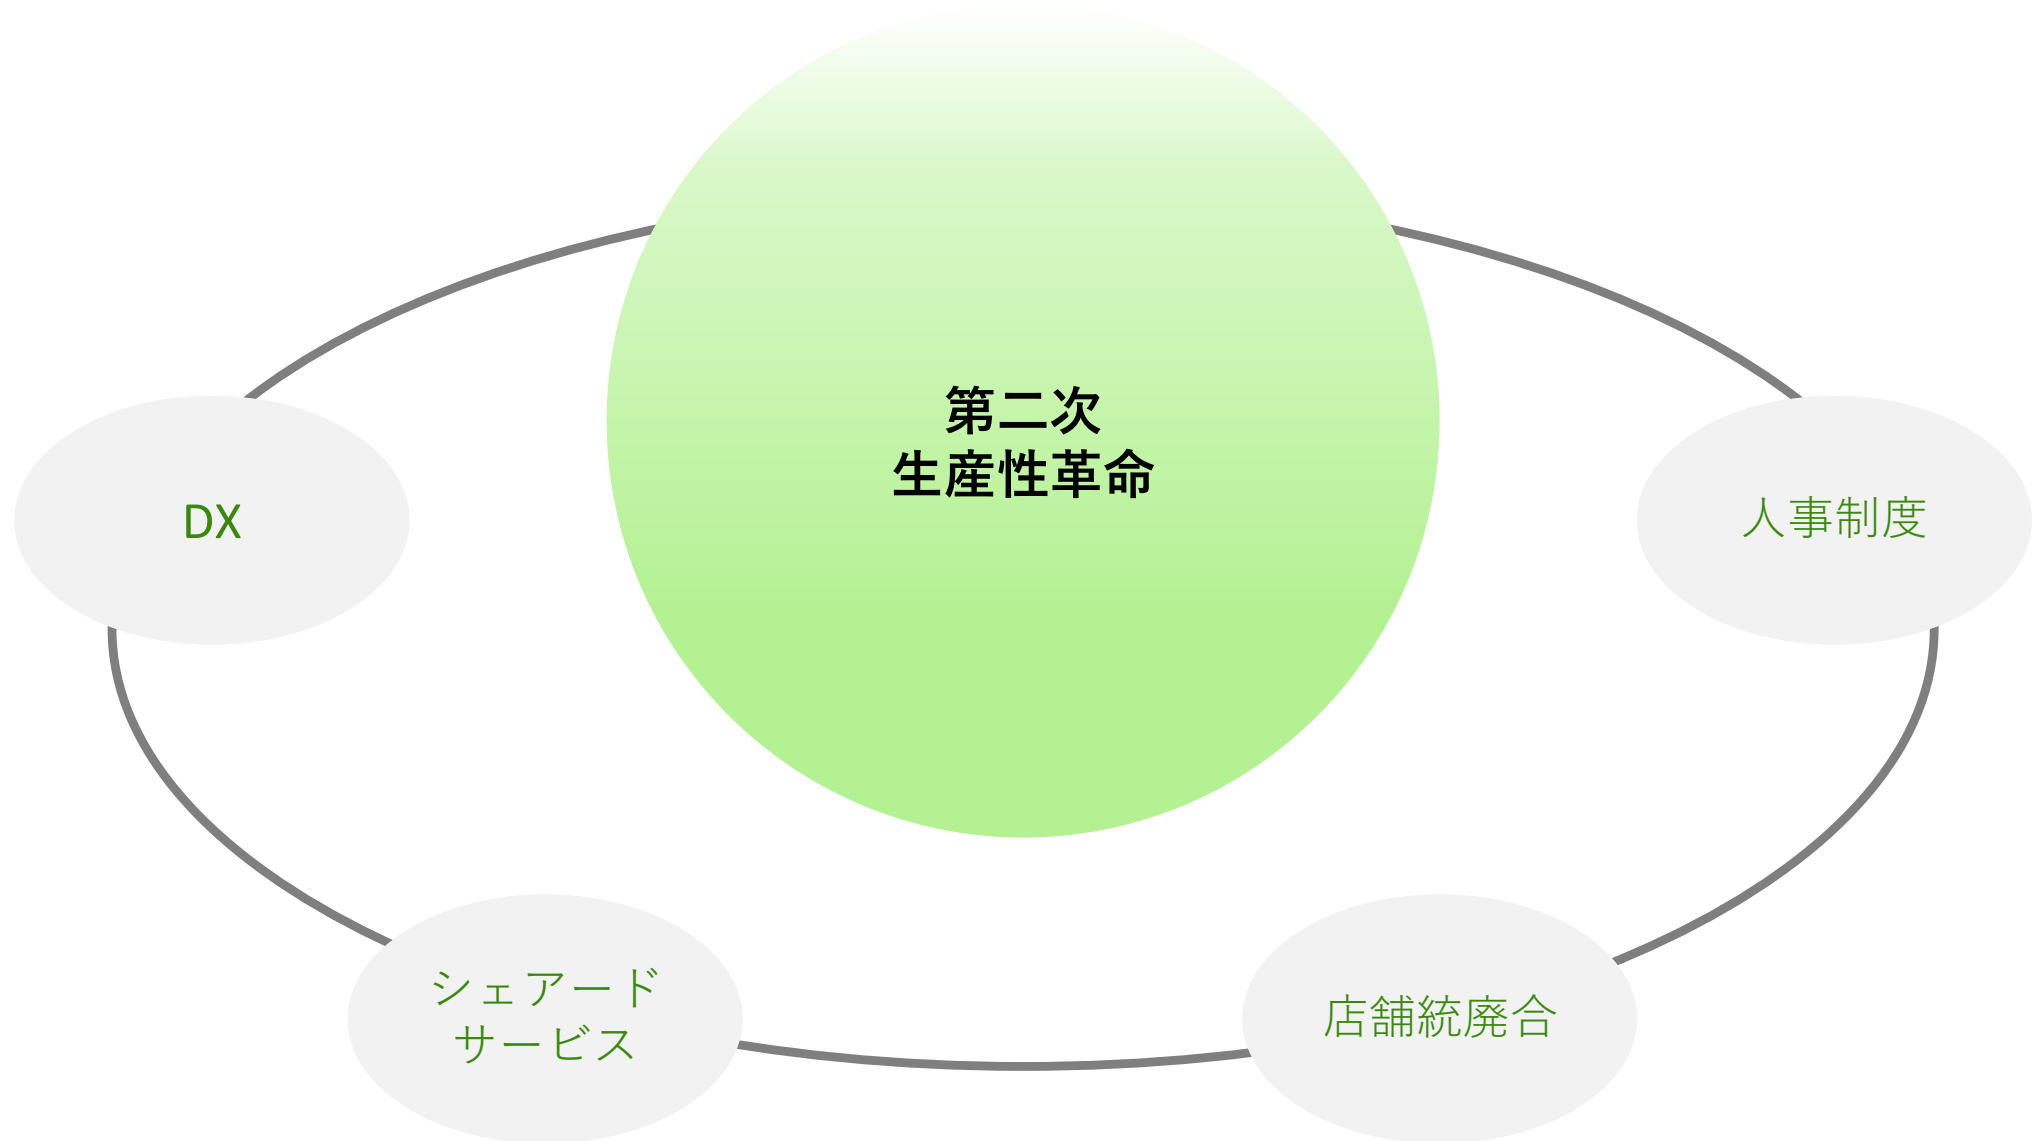 第二次
生産性革命
DX
人事制度
シェアード
サービス
店舗統廃合